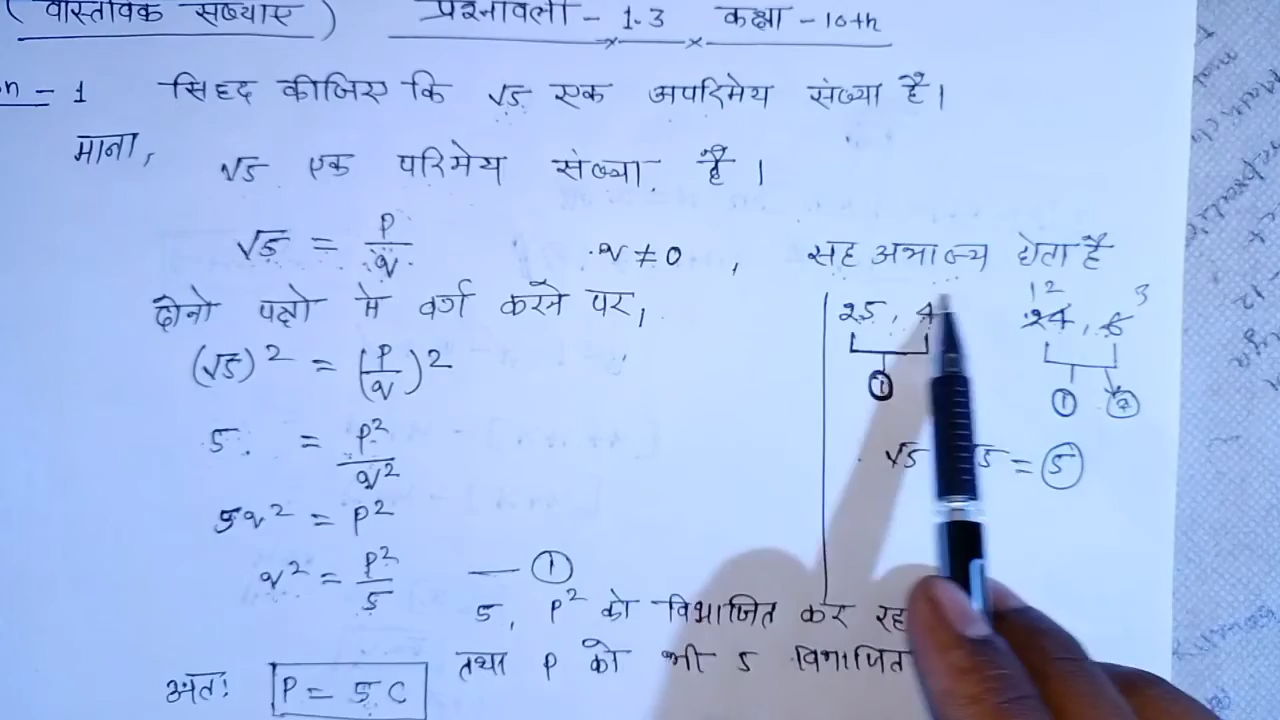 (वास्तविक संख्याए) प्रश्नावली - 1.3 कक्षा - 10th
n = 1 सिद्द कीजिए कि √5 एक अपरिमेय संख्या है।
माना,
√5 एक परिमेय संख्या है।
√5 = p/q q ≠ 0, सह अभाज्य होता है
दोनो पक्षो मे वर्ग करने पर,
25, 4 12 24, 6 3
(√5)² = (p/q)²
① ① ②
5 = p²/q²
√5 √5 = ⑤
5q² = p²
q² = p²/5 — ①
5, p² को विभाजित कर रह
तथा p को भी 5 विभाजित
अतः P = 5C